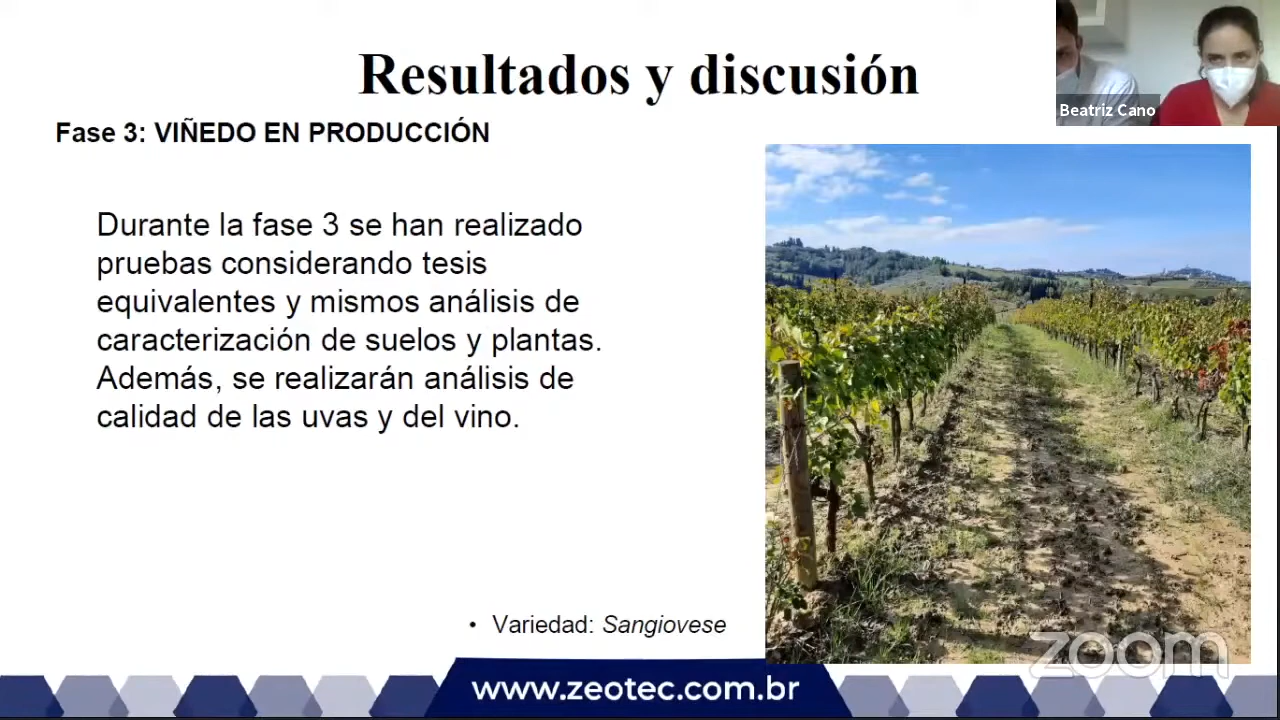 Resultados y discusión
Beatriz Cano
Fase 3: VIÑEDO EN PRODUCCIÓN
Durante la fase 3 se han realizado
pruebas considerando tesis
equivalentes y mismos análisis de
caracterización de suelos y plantas.
Además, se realizarán análisis de
calidad de las uvas y del vino.
• Variedad: Sangiovese
zoom
www.zeotec.com.br